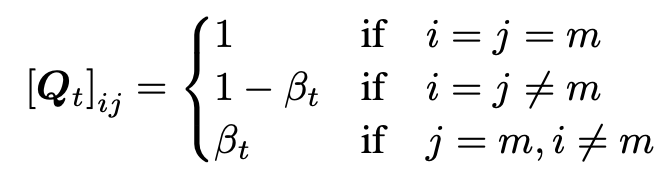 [Q_t]_{ij} = { 1 if i = j = m
1 − β_t if i = j ≠ m
β_t if j = m, i ≠ m